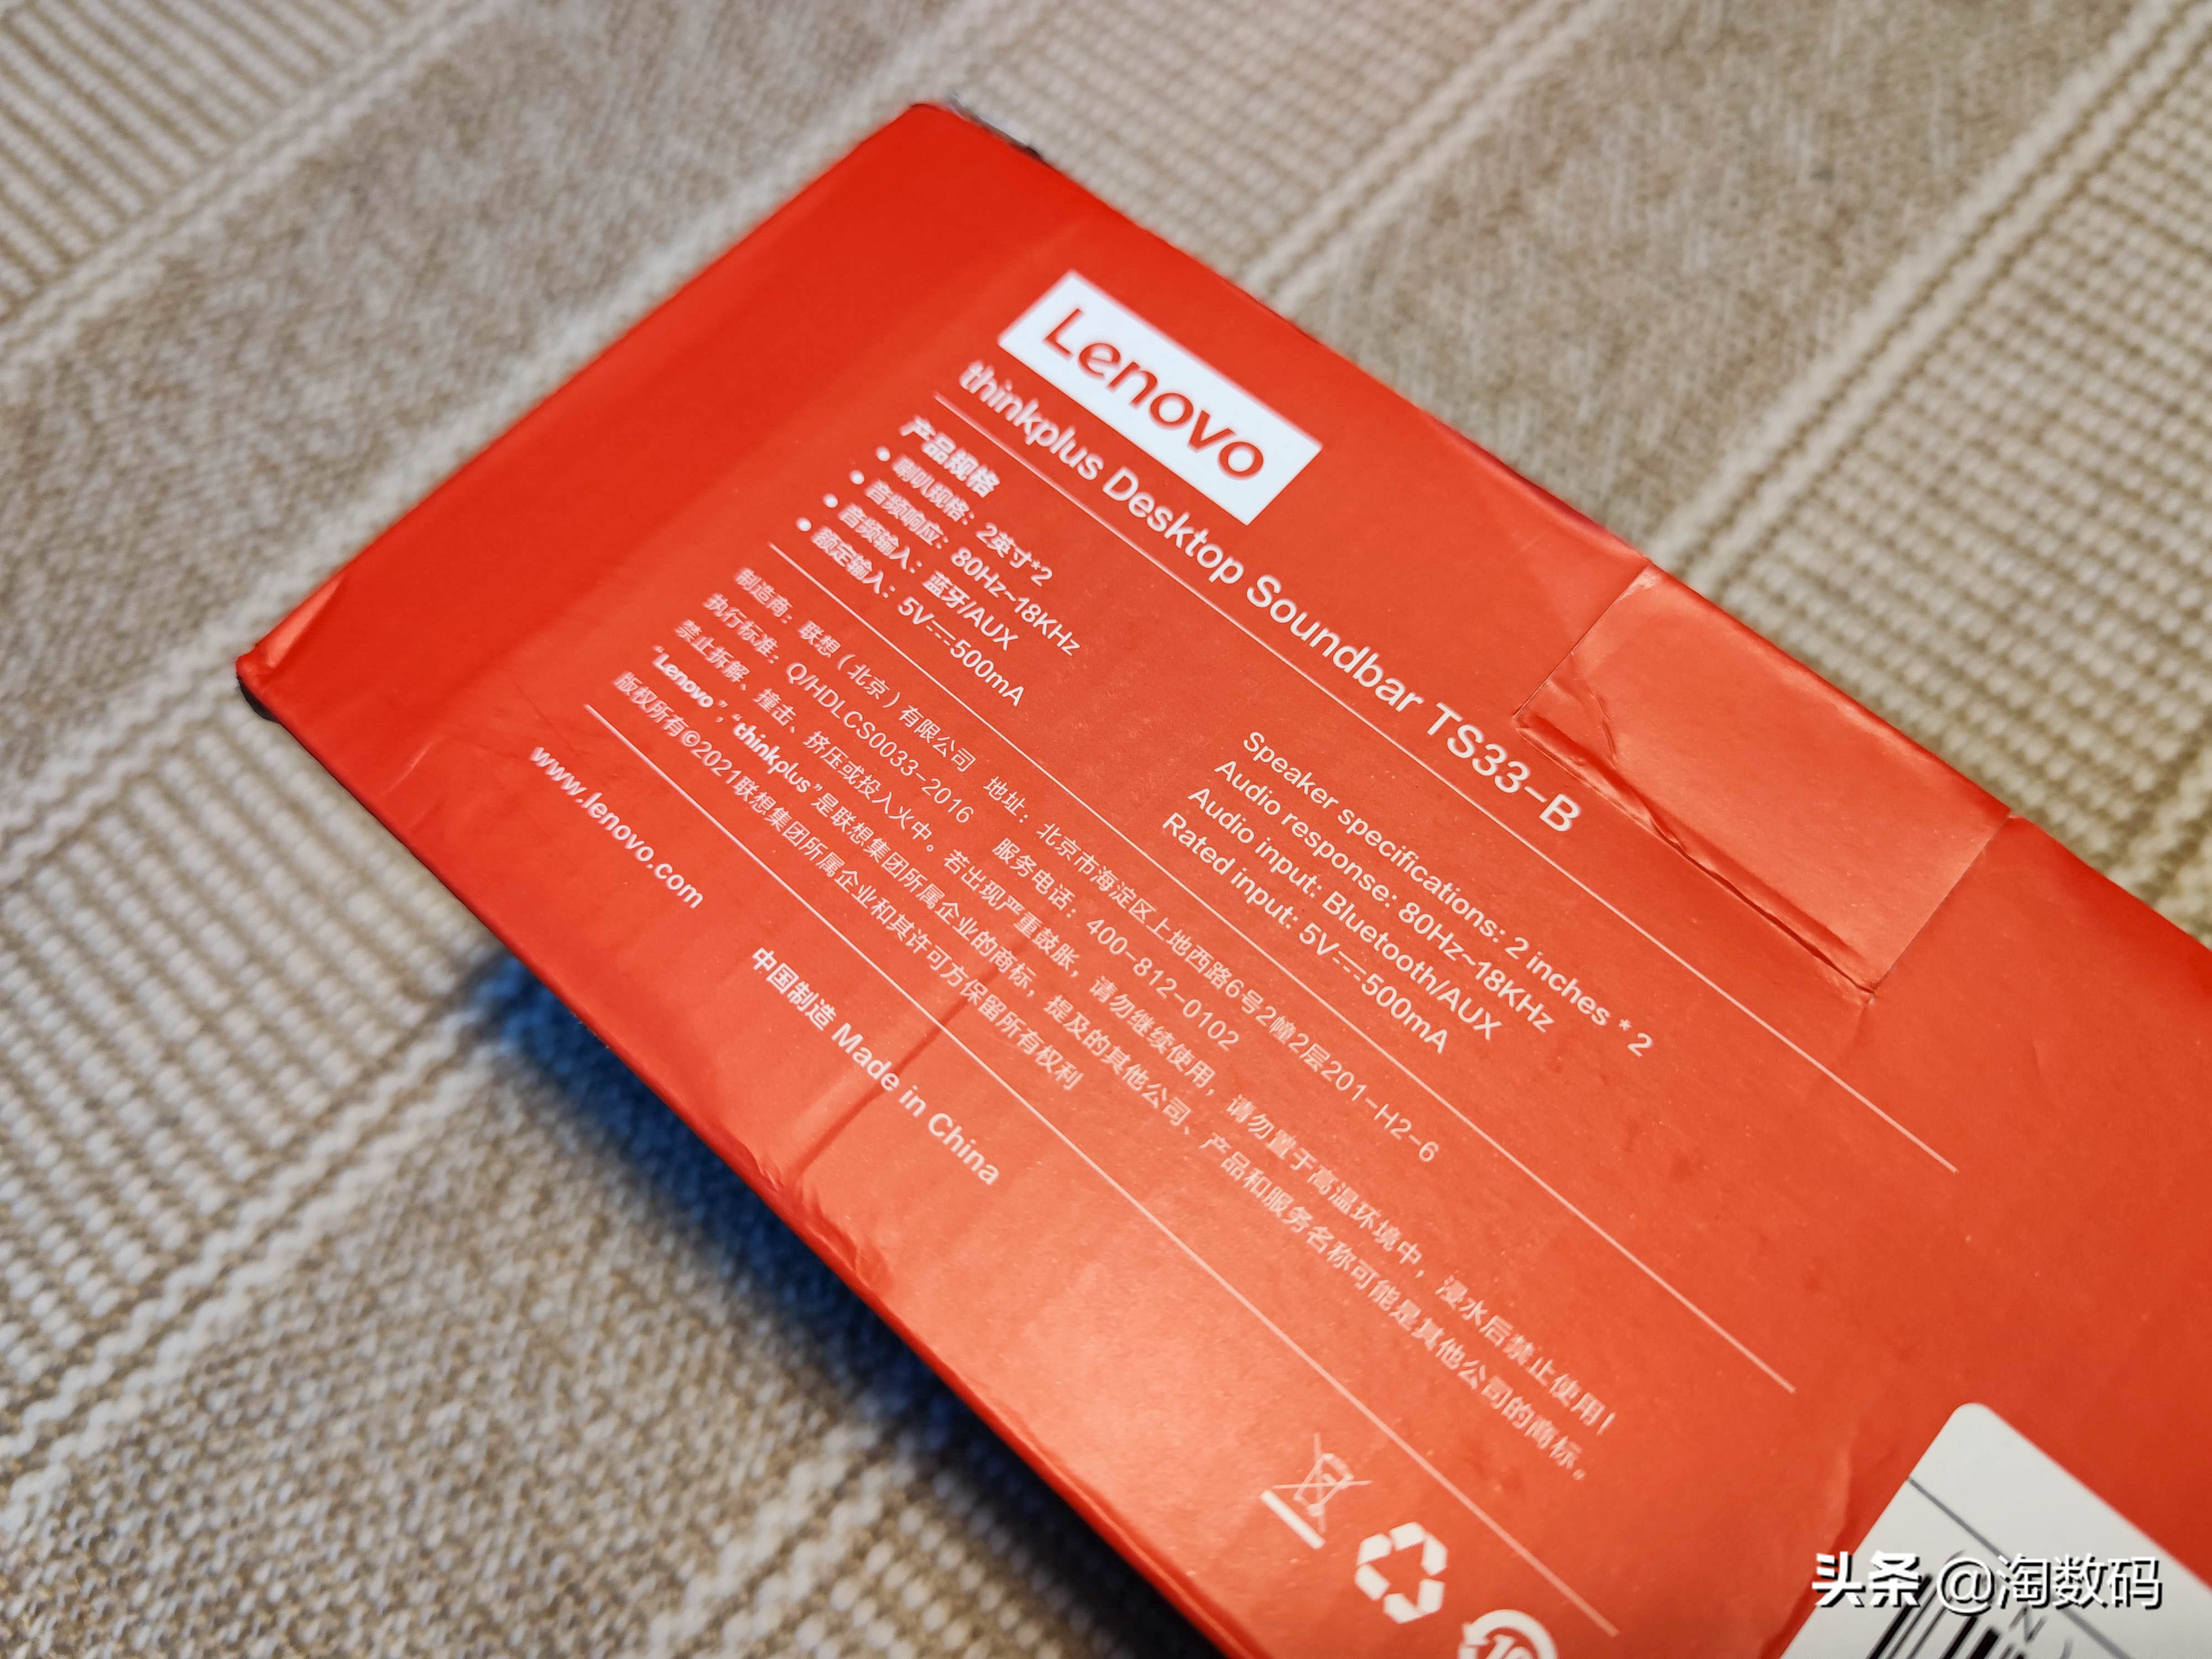 Lenovo
thinkplus Desktop Soundbar TS33-B
产品规格
• 喇叭规格：2英寸*2
• 音频响应：80Hz~18KHz
• 音频输入：蓝牙/AUX
• 额定输入：5V⎓500mA
Speaker specifications: 2 inches * 2
Audio response: 80Hz~18KHz
Audio input: Bluetooth/AUX
Rated input: 5V⎓500mA
制造商：联想（北京）有限公司 地址：北京市海淀区上地西路6号2幢2层201-H2-6
执行标准：Q/HDLCS0033-2016 服务电话：400-812-0102
禁止拆解、撞击、挤压或投入火中。若出现严重鼓胀，请勿继续使用，请勿置于高温环境中，浸水后禁止使用！
“Lenovo”，“thinkplus”是联想集团所属企业的商标，提及的其他公司、产品和服务名称可能是其他公司的商标。
版权所有©2021联想集团所属企业和其许可方保留所有权利
www.lenovo.com
中国制造 Made in China
10
头条 @淘数码